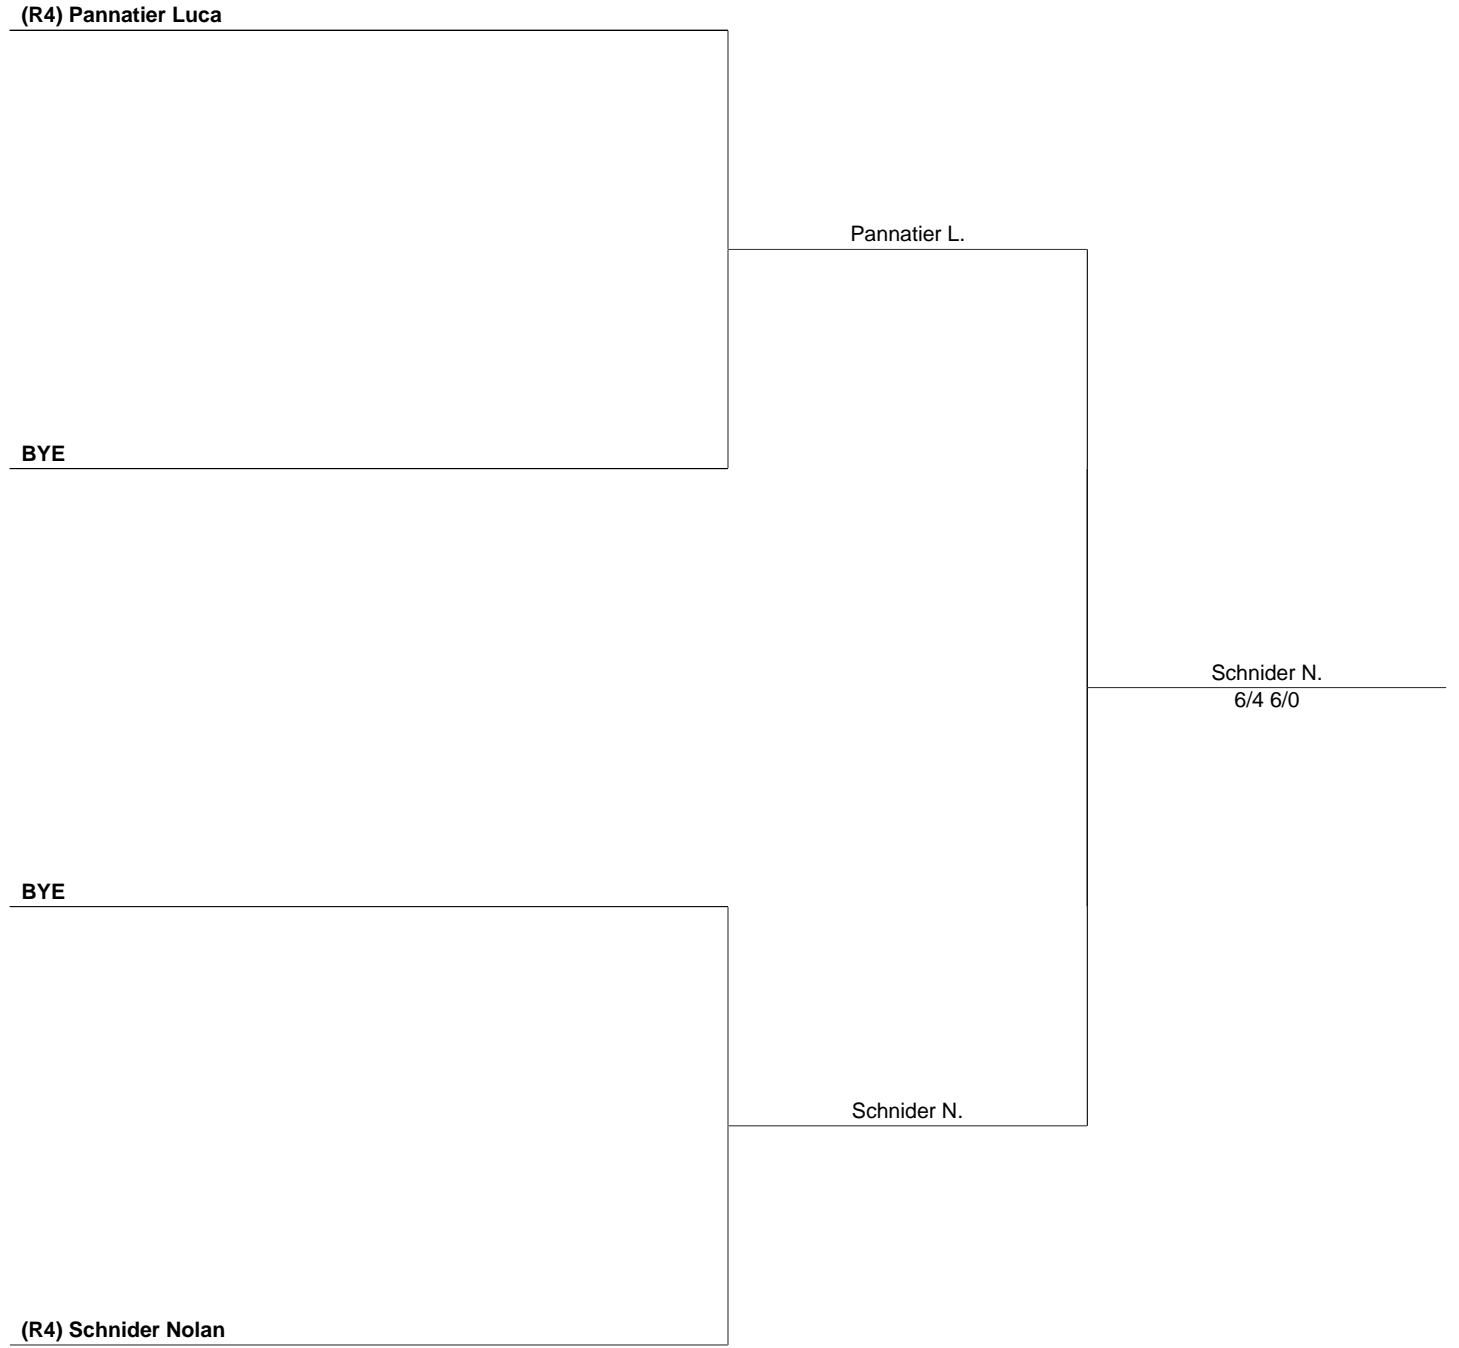 (R4) Pannatier Luca
Pannatier L.
BYE
Schnider N.
6/4 6/0
BYE
Schnider N.
(R4) Schnider Nolan